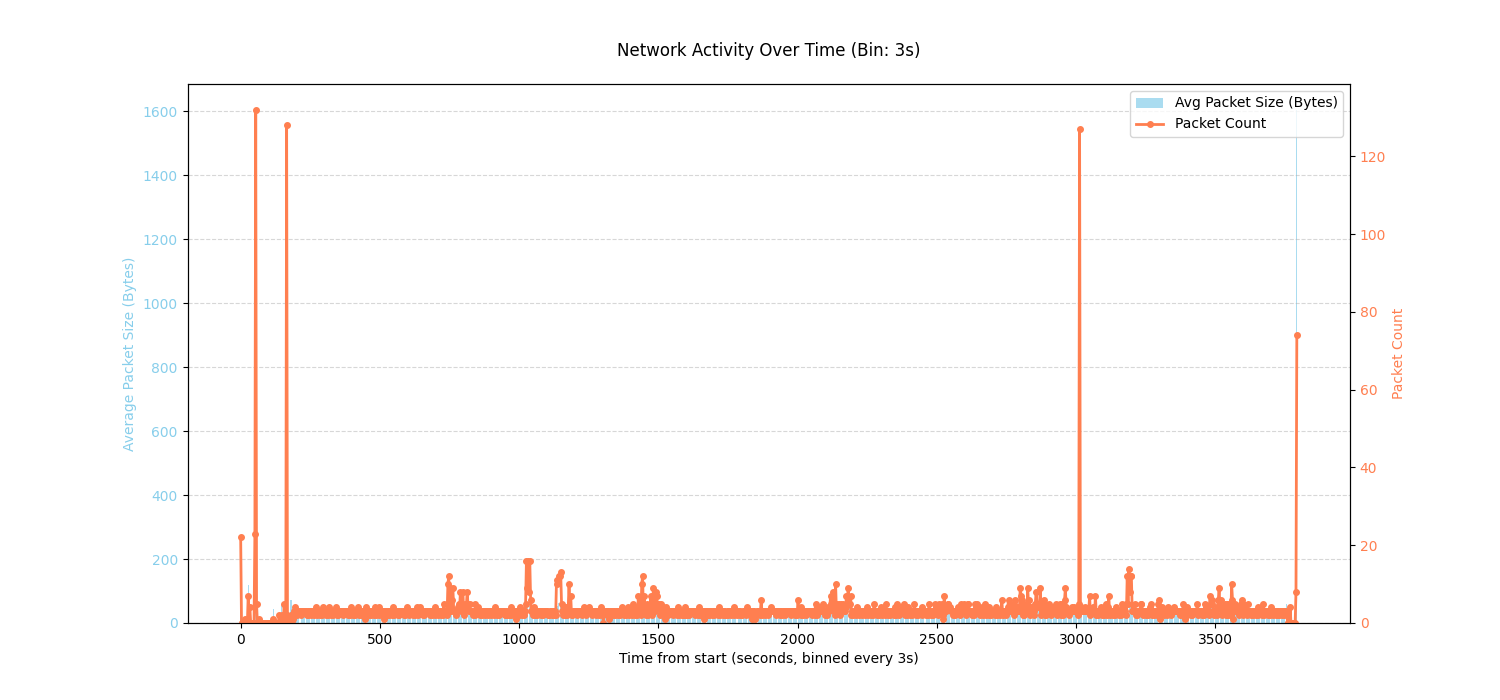 Network Activity Over Time (Bin: 3s)
Avg Packet Size (Bytes)
Packet Count
Average Packet Size (Bytes)
1600
1400
1200
1000
800
600
400
200
0
120
100
80
60
40
20
0
Packet Count
0 500 1000 1500 2000 2500 3000 3500
Time from start (seconds, binned every 3s)